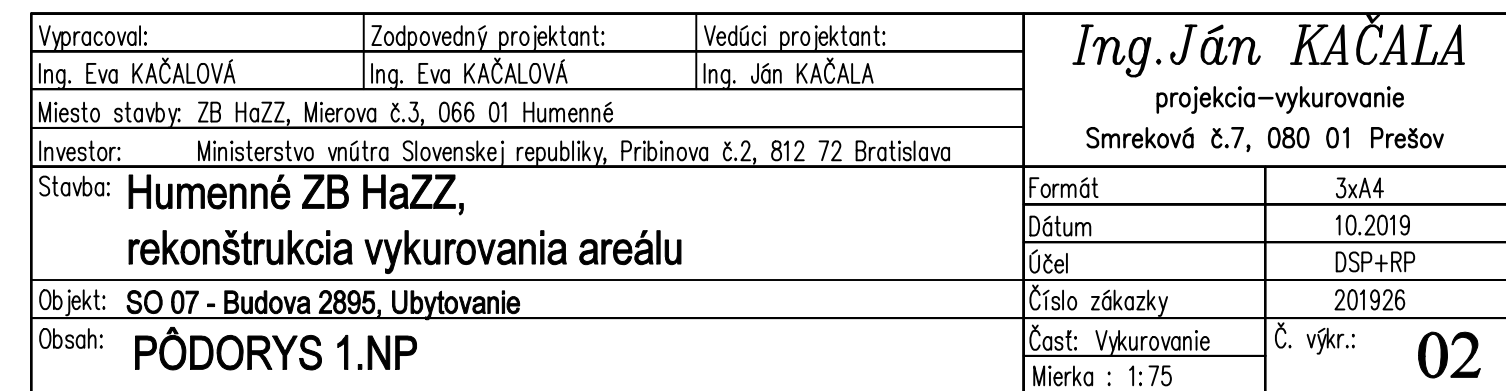 Vypracoval: Zodpovedný projektant: Vedúci projektant:
Ing. Eva KAČALOVÁ Ing. Eva KAČALOVÁ Ing. Ján KAČALA
Miesto stavby: ZB HaZZ, Mierova č.3, 066 01 Humenné
Investor: Ministerstvo vnútra Slovenskej republiky, Pribinova č.2, 812 72 Bratislava
Ing.Ján KAČALA
projekcia-vykurovanie
Smreková č.7, 080 01 Prešov
Stavba: Humenné ZB HaZZ,
rekonštrukcia vykurovania areálu
Objekt: SO 07 - Budova 2895, Ubytovanie
Obsah: PÔDORYS 1.NP
Formát 3xA4
Dátum 10.2019
Účel DSP+RP
Číslo zákazky 201926
Časť: Vykurovanie Č. výkr.: 02
Mierka : 1:75